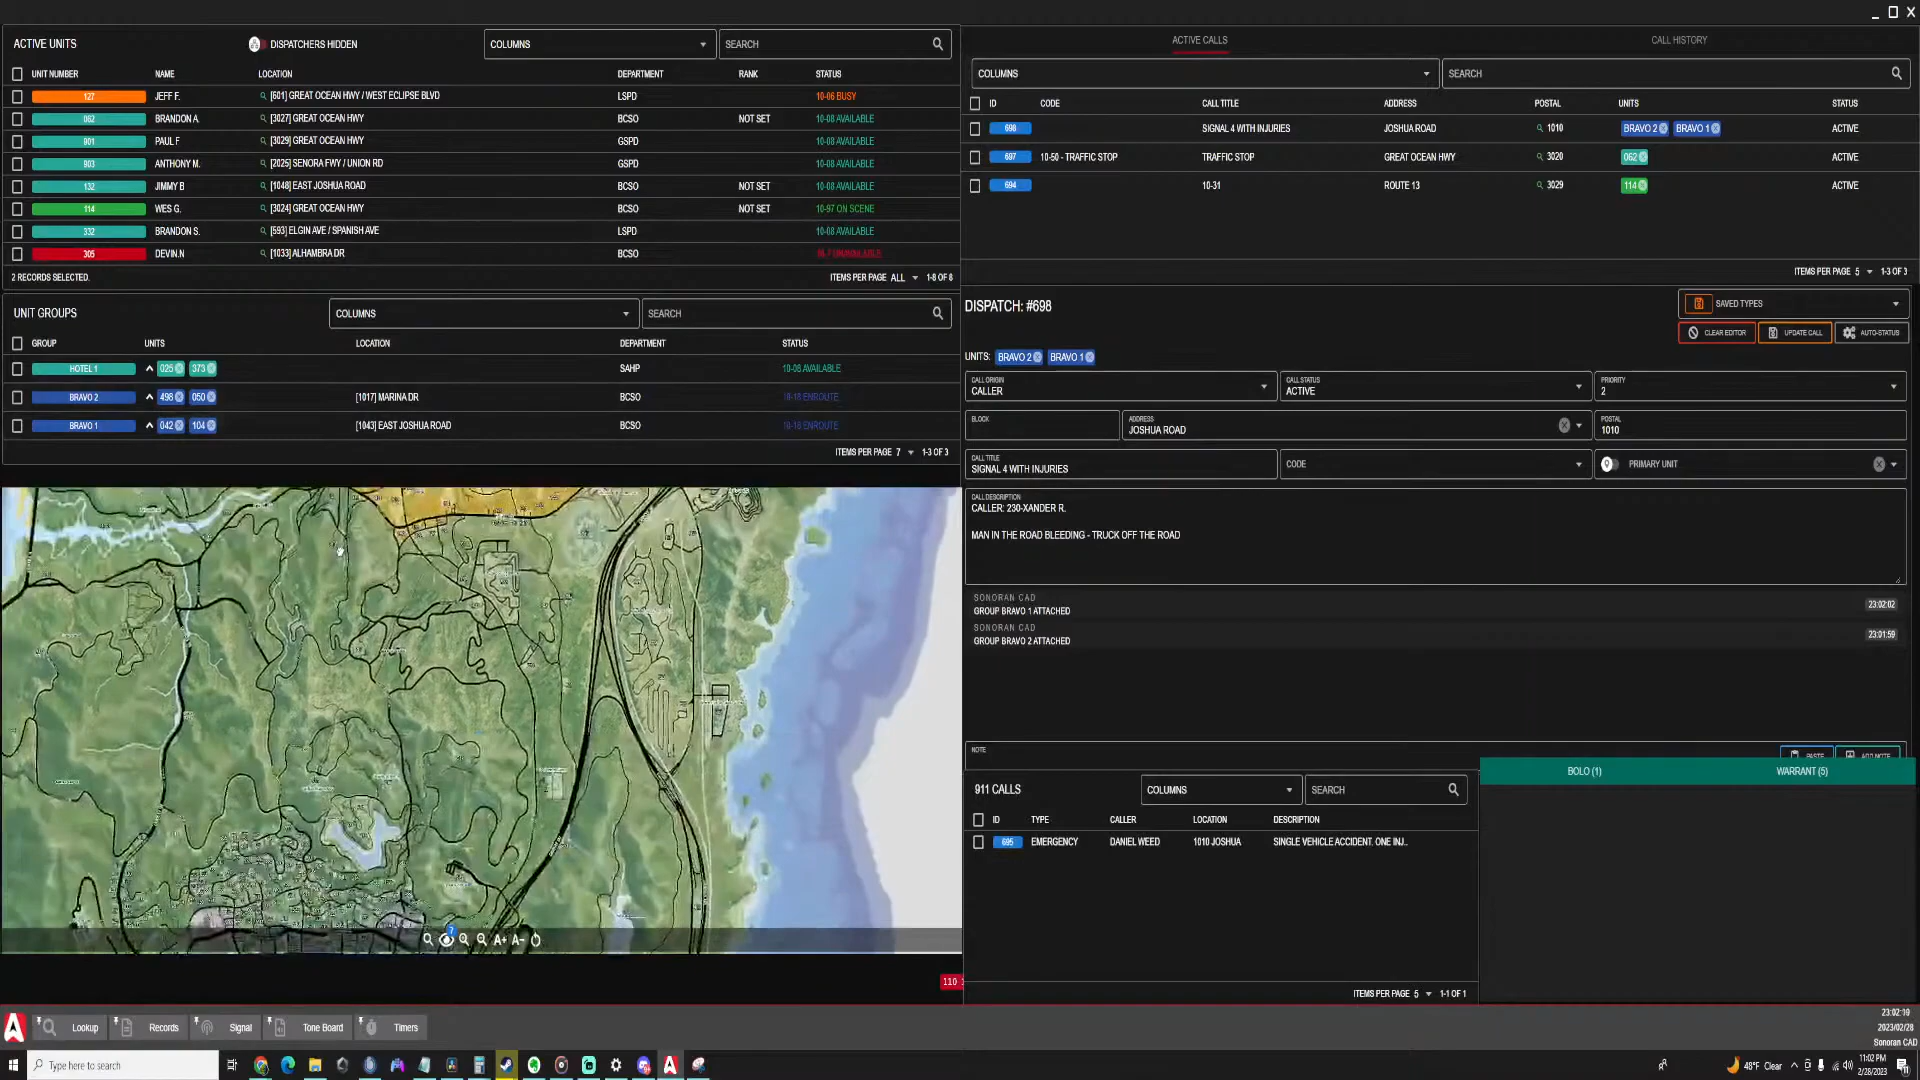 ACTIVE UNITS
DISPATCHERS HIDDEN
COLUMNS
SEARCH
UNIT NUMBER NAME LOCATION DEPARTMENT RANK STATUS
127 JEFF F. [601] GREAT OCEAN HWY / WEST ECLIPSE BLVD LSPD 10-06 BUSY
062 BRANDON A. [3027] GREAT OCEAN HWY BCSO NOT SET 10-08 AVAILABLE
901 PAUL F [3029] GREAT OCEAN HWY GSPD 10-08 AVAILABLE
903 ANTHONY M. [2025] SENORA FWY / UNION RD GSPD 10-08 AVAILABLE
132 JIMMY B [1048] EAST JOSHUA ROAD BCSO NOT SET 10-08 AVAILABLE
114 WES G. [3024] GREAT OCEAN HWY BCSO NOT SET 10-97 ON SCENE
332 BRANDON S. [593] ELGIN AVE / SPANISH AVE LSPD 10-08 AVAILABLE
305 DEVIN.N [1033] ALHAMBRA DR BCSO 10-7 UNAVAILABLE
2 RECORDS SELECTED.
ITEMS PER PAGE ALL 1-8 OF 8
UNIT GROUPS
COLUMNS
SEARCH
GROUP UNITS LOCATION DEPARTMENT STATUS
HOTEL 1 025 373 SAHP 10-08 AVAILABLE
BRAVO 2 498 050 [1017] MARINA DR BCSO 10-18 ENROUTE
BRAVO 1 042 104 [1043] EAST JOSHUA ROAD BCSO 10-18 ENROUTE
ITEMS PER PAGE 7 1-3 OF 3
7
A+ A-
110
ACTIVE CALLS
CALL HISTORY
COLUMNS
SEARCH
ID CODE CALL TITLE ADDRESS POSTAL UNITS STATUS
698 SIGNAL 4 WITH INJURIES JOSHUA ROAD 1010 BRAVO 2 BRAVO 1 ACTIVE
697 10-50 - TRAFFIC STOP TRAFFIC STOP GREAT OCEAN HWY 3020 062 ACTIVE
694 10-31 ROUTE 13 3029 114 ACTIVE
ITEMS PER PAGE 5 1-3 OF 3
DISPATCH: #698
SAVED TYPES
CLEAR EDITOR
UPDATE CALL
AUTO-STATUS
UNITS: BRAVO 2 BRAVO 1
CALL ORIGIN
CALLER
CALL STATUS
ACTIVE
PRIORITY
2
BLOCK
ADDRESS
JOSHUA ROAD
POSTAL
1010
CALL TITLE
SIGNAL 4 WITH INJURIES
CODE
PRIMARY UNIT
CALL DESCRIPTION
CALLER: 230-XANDER R.
MAN IN THE ROAD BLEEDING - TRUCK OFF THE ROAD
SONORAN CAD
GROUP BRAVO 1 ATTACHED
23:02:02
SONORAN CAD
GROUP BRAVO 2 ATTACHED
23:01:59
NOTE
PASTE
ADD NOTE
911 CALLS
COLUMNS
SEARCH
ID TYPE CALLER LOCATION DESCRIPTION
695 EMERGENCY DANIEL WEED 1010 JOSHUA SINGLE VEHICLE ACCIDENT. ONE INJ..
ITEMS PER PAGE 5 1-1 OF 1
BOLO (1)
WARRANT (5)
Lookup
Records
Signal
Tone Board
Timers
23:02:19
2023/02/28
Sonoran CAD
Type here to search
48°F Clear
11:02 PM
2/28/2023